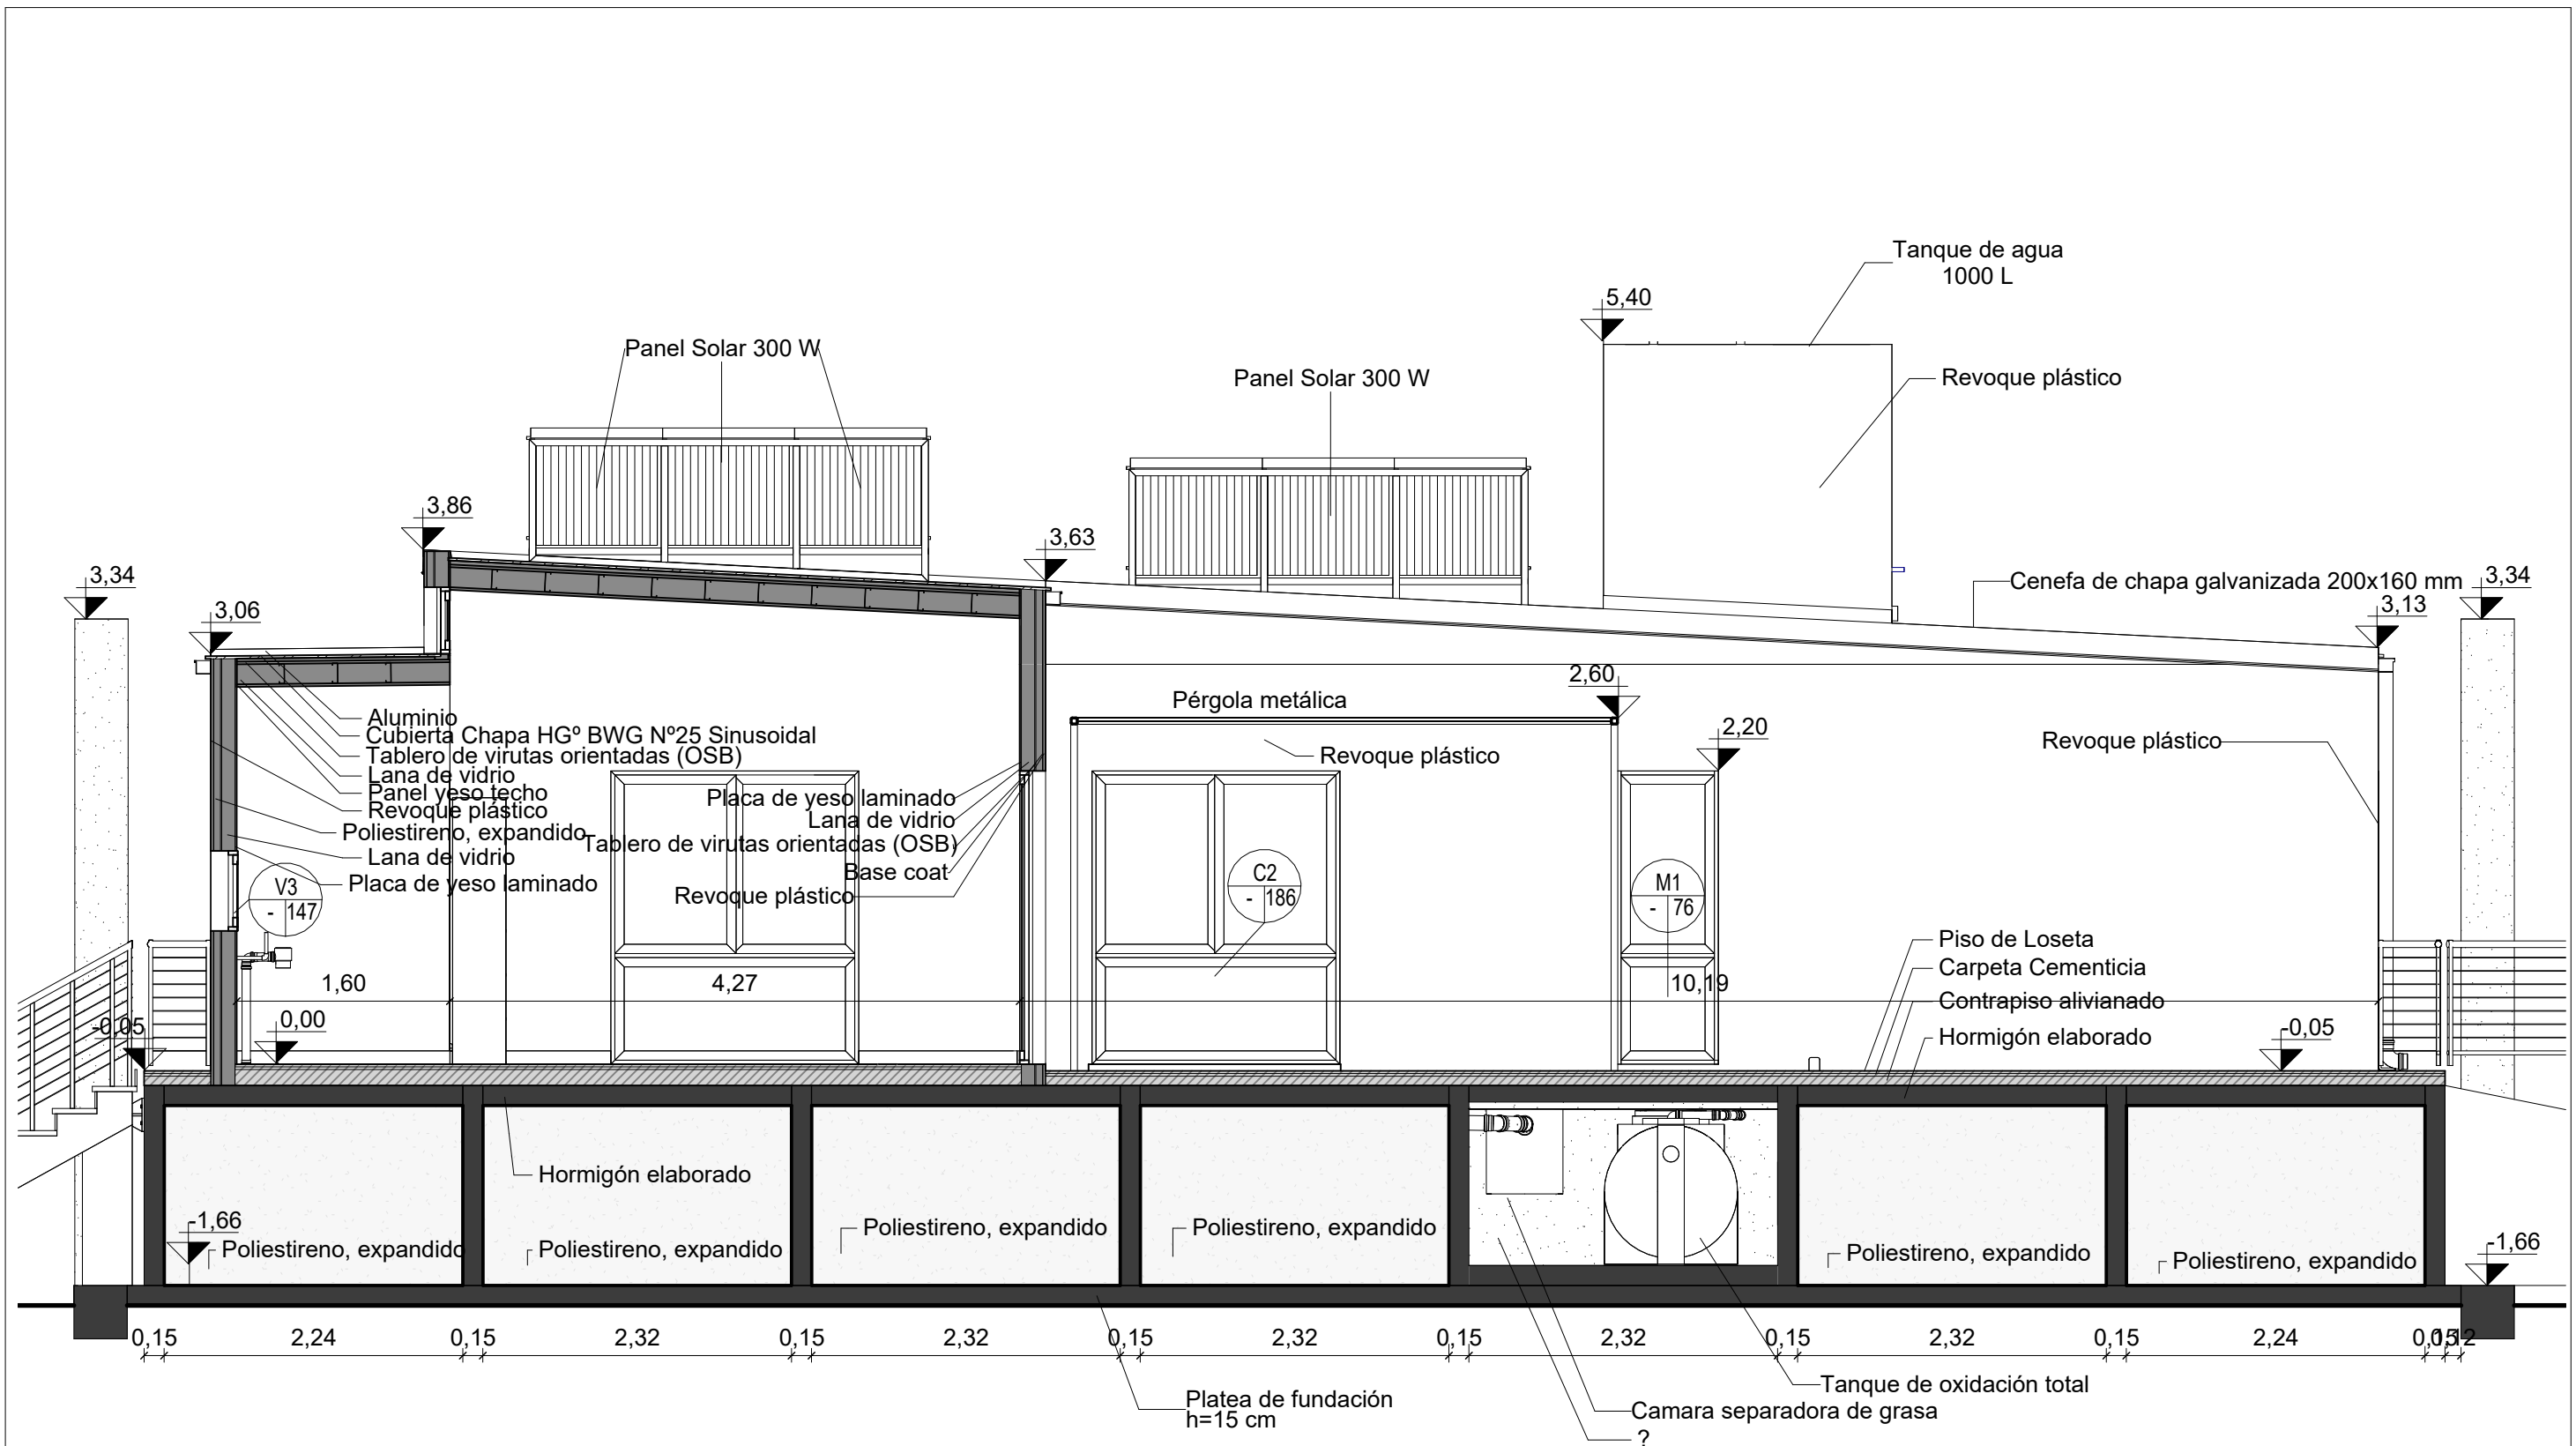 Tanque de agua
1000 L
5,40
Panel Solar 300 W
Panel Solar 300 W
Revoque plástico
3,86
3,63
3,34
Cenefa de chapa galvanizada 200x160 mm
3,34
3,06
3,13
2,60
Pérgola metálica
Aluminio
Cubierta Chapa HGº BWG Nº25 Sinusoidal
Tablero de virutas orientadas (OSB)
Lana de vidrio
Panel yeso techo
Revoque plástico
Poliestireno, expandido
Lana de vidrio
Placa de yeso laminado
Placa de yeso laminado
Lana de vidrio
Tablero de virutas orientadas (OSB)
Base coat
Revoque plástico
Revoque plástico
2,20
Revoque plástico
V3
- 147
C2
- 186
M1
- 76
Piso de Loseta
Carpeta Cementicia
Contrapiso alivianado
Hormigón elaborado
1,60
4,27
10,19
-0,05
0,00
-0,05
Hormigón elaborado
-1,66
Poliestireno, expandido
Poliestireno, expandido
Poliestireno, expandido
Poliestireno, expandido
Poliestireno, expandido
Poliestireno, expandido
-1,66
0,15 2,24 0,15 2,32 0,15 2,32 0,15 2,32 0,15 2,32 0,15 2,32 0,15 2,24 0,15 0,12
Platea de fundación
h=15 cm
Tanque de oxidación total
Camara separadora de grasa
?